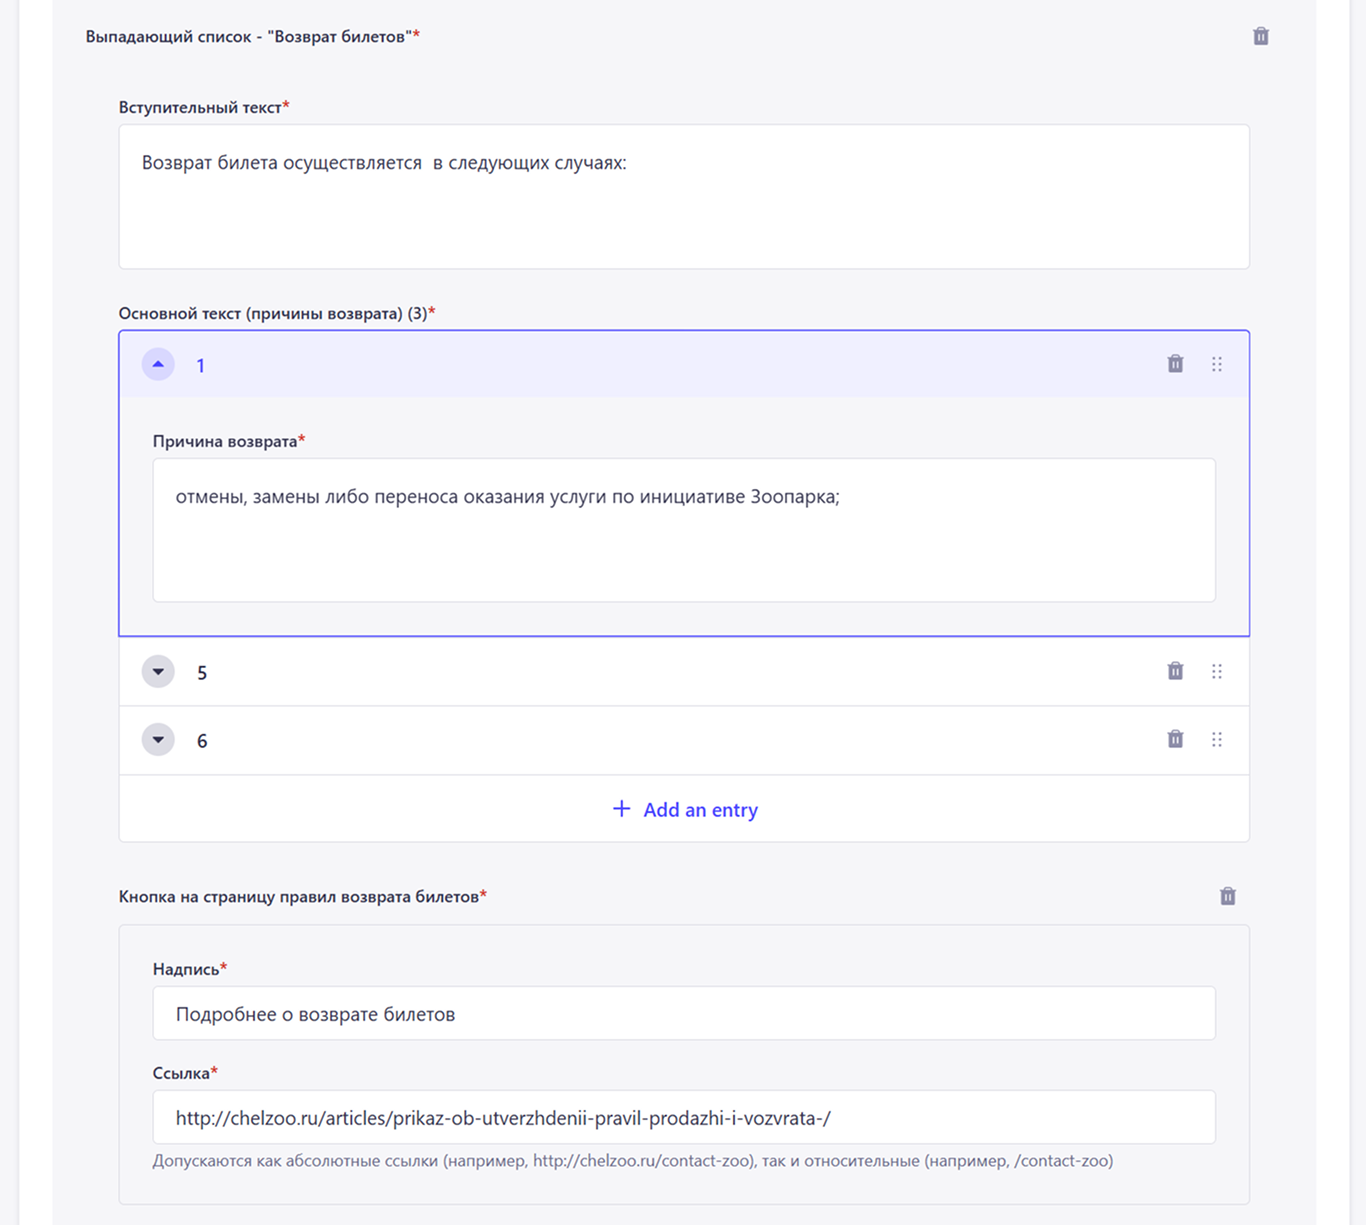 Выпадающий список - "Возврат билетов"*
Вступительный текст*
Возврат билета осуществляется  в следующих случаях:
Основной текст (причины возврата) (3)*
1
Причина возврата*
отмены, замены либо переноса оказания услуги по инициативе Зоопарка;
5
6
+ Add an entry
Кнопка на страницу правил возврата билетов*
Надпись*
Подробнее о возврате билетов
Ссылка*
http://chelzoo.ru/articles/prikaz-ob-utverzhdenii-pravil-prodazhi-i-vozvrata-/
Допускаются как абсолютные ссылки (например, http://chelzoo.ru/contact-zoo), так и относительные (например, /contact-zoo)